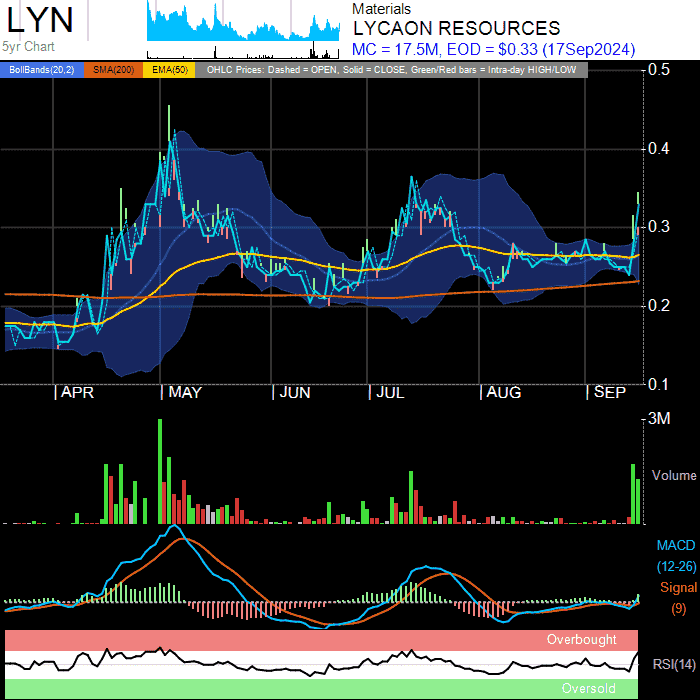 LYN
5yr Chart
Materials
LYCAON RESOURCES
MC = 17.5M, EOD = $0.33 (17Sep2024)
BollBands(20,2) SMA(200) EMA(50) OHLC Prices: Dashed = OPEN, Solid = CLOSE, Green/Red bars = Intra-day HIGH/LOW
0.5
0.4
0.3
0.2
0.1
APR MAY JUN JUL AUG SEP
3M
Volume
MACD
(12-26)
Signal
(9)
Overbought
RSI(14)
Oversold